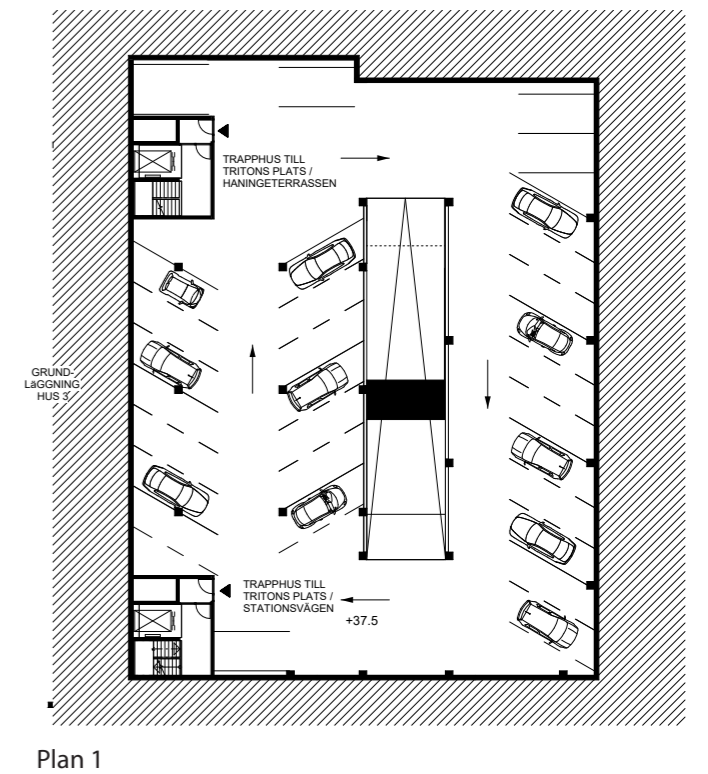 TRAPPHUS TILL
TRITONS PLATS /
HANINGETERRASSEN
GRUND-
LäGGNING
HUS 3
TRAPPHUS TILL
TRITONS PLATS /
STATIONSVÄGEN
+37.5
Plan 1